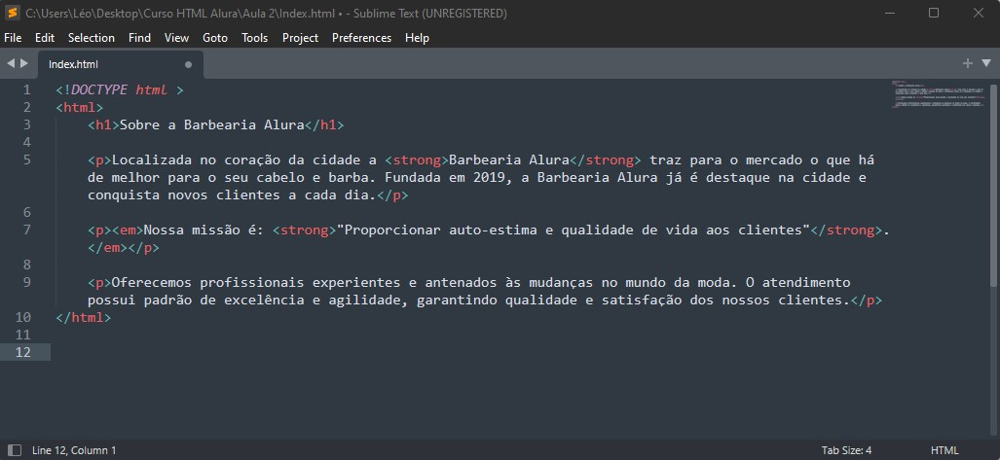 C:\Users\Léo\Desktop\Curso HTML Alura\Aula 2\Index.html • - Sublime Text (UNREGISTERED)
File Edit Selection Find View Goto Tools Project Preferences Help
Index.html
1 <!DOCTYPE html >
2 <html>
3 <h1>Sobre a Barbearia Alura</h1>
4
5 <p>Localizada no coração da cidade a <strong>Barbearia Alura</strong> traz para o mercado o que há
de melhor para o seu cabelo e barba. Fundada em 2019, a Barbearia Alura já é destaque na cidade e
conquista novos clientes a cada dia.</p>
6
7 <p><em>Nossa missão é: <strong>"Proporcionar auto-estima e qualidade de vida aos clientes"</strong>.
</em></p>
8
9 <p>Oferecemos profissionais experientes e antenados às mudanças no mundo da moda. O atendimento
possui padrão de excelência e agilidade, garantindo qualidade e satisfação dos nossos clientes.</p>
10 </html>
11
12
Line 12, Column 1 Tab Size: 4 HTML